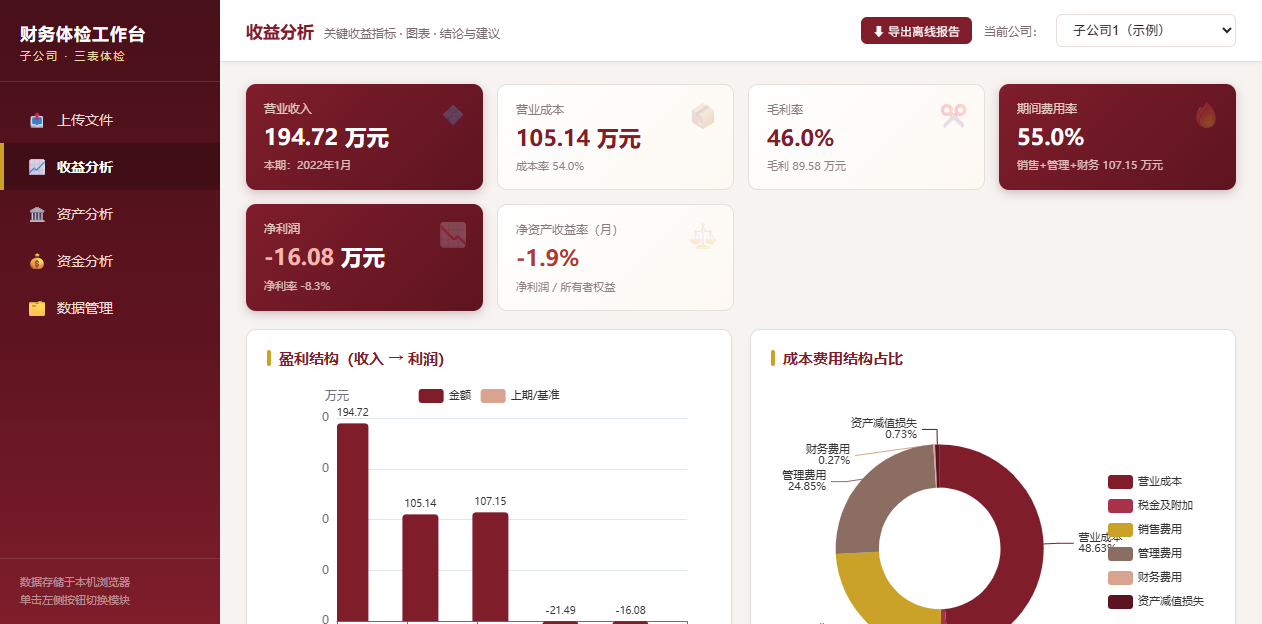 财务体检工作台
子公司 · 三表体检
上传文件
收益分析
资产分析
资金分析
数据管理
数据存储于本机浏览器
单击左侧按钮切换模块
收益分析
关键收益指标 · 图表 · 结论与建议
⬇ 导出离线报告
当前公司：
子公司1（示例）
营业收入
194.72 万元
本期：2022年1月
营业成本
105.14 万元
成本率 54.0%
毛利率
46.0%
毛利 89.58 万元
期间费用率
55.0%
销售+管理+财务 107.15 万元
净利润
-16.08 万元
净利率 -8.3%
净资产收益率（月）
-1.9%
净利润 / 所有者权益
盈利结构（收入 → 利润）
万元
金额
上期/基准
0
0
0
0
0
194.72
105.14
107.15
-21.49
-16.08
成本费用结构占比
资产减值损失
0.73%
财务费用
0.27%
管理费用
24.85%
营业成本
48.63%
营业成本
税金及附加
销售费用
管理费用
财务费用
资产减值损失